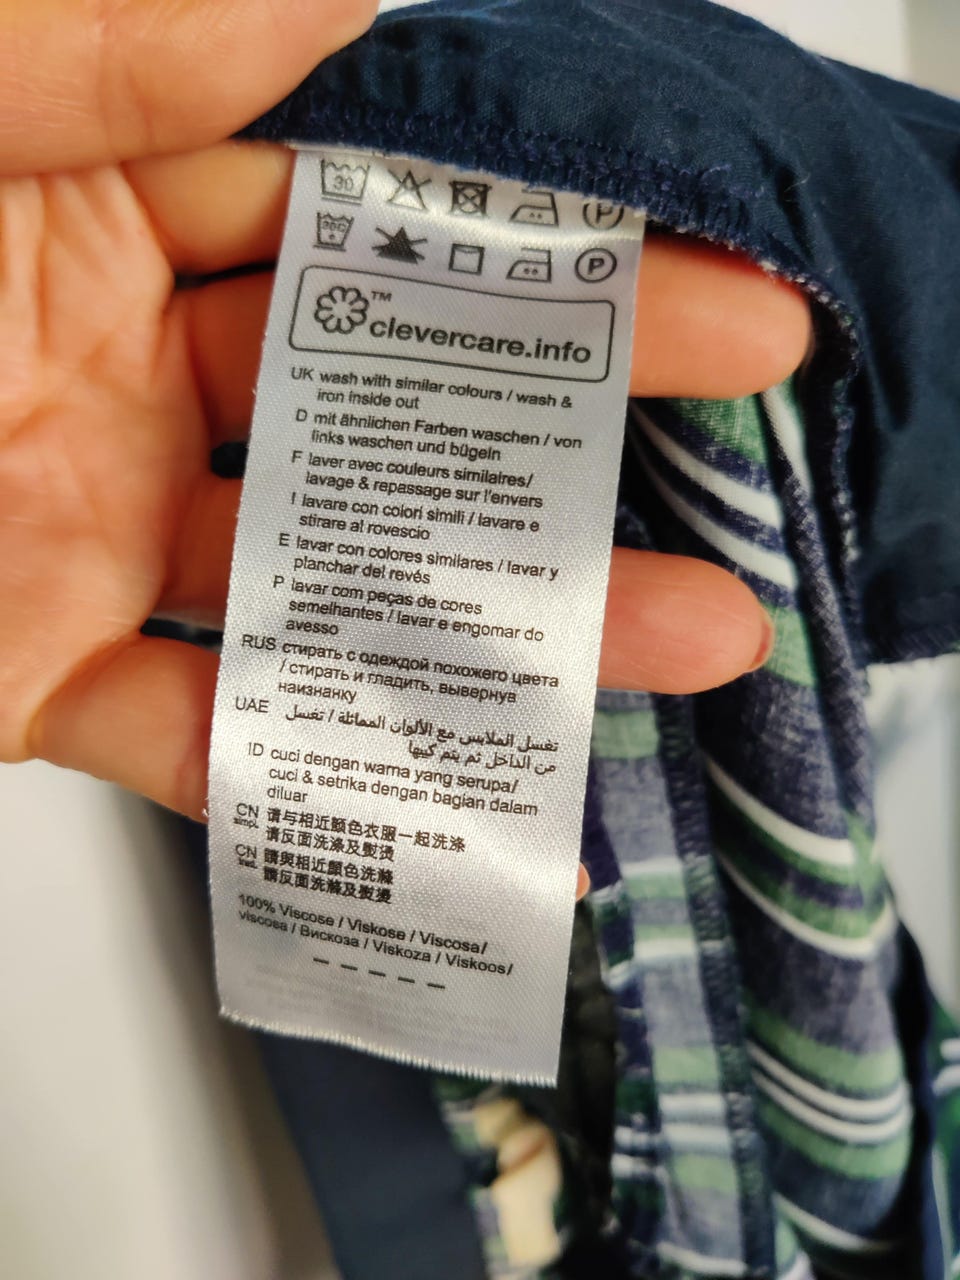 30 P
30C P
™
clevercare.info
UK wash with similar colours / wash &
iron inside out
D mit ähnlichen Farben waschen / von
links waschen und bügeln
F laver avec couleurs similaires/
lavage & repassage sur l'envers
I lavare con colori simili / lavare e
stirare al rovescio
E lavar con colores similares / lavar y
planchar del revés
P lavar com peças de cores
semelhantes / lavar e engomar do
avesso
RUS стирать с одеждой похожего цвета
/ стирать и гладить, вывернув
наизнанку
UAE تغسل الملابس مع الألوان المماثلة / تغسل
من الداخل ثم يتم كيها
ID cuci dengan warna yang serupa/
cuci & setrika dengan bagian dalam
diluar
CN simpl. 请与相近颜色衣服一起洗涤
请反面洗涤及熨烫
CN trad. 請與相近顏色洗滌
請反面洗滌及熨燙
100% Viscose / Viskose / Viscosa/
viscosa / Вискоза / Viskoza / Viskoos/